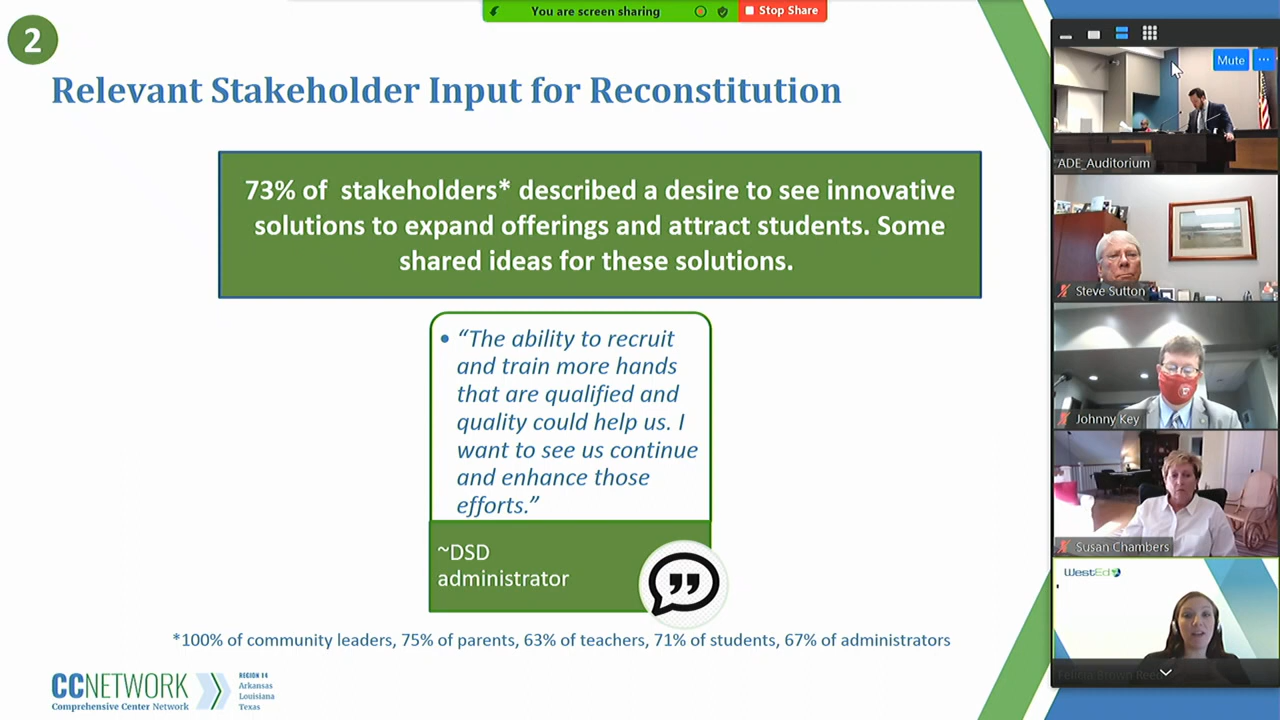 You are screen sharing
Stop Share
2
Relevant Stakeholder Input for Reconstitution
73% of stakeholders* described a desire to see innovative
solutions to expand offerings and attract students. Some
shared ideas for these solutions.
• “The ability to recruit
and train more hands
that are qualified and
quality could help us. I
want to see us continue
and enhance those
efforts.”
~DSD
administrator
*100% of community leaders, 75% of parents, 63% of teachers, 71% of students, 67% of administrators
CCNETWORK
Comprehensive Center Network
REGION 14
Arkansas
Louisiana
Texas
Mute
ADE_Auditorium
Steve Sutton
Johnny Key
Susan Chambers
WestEd